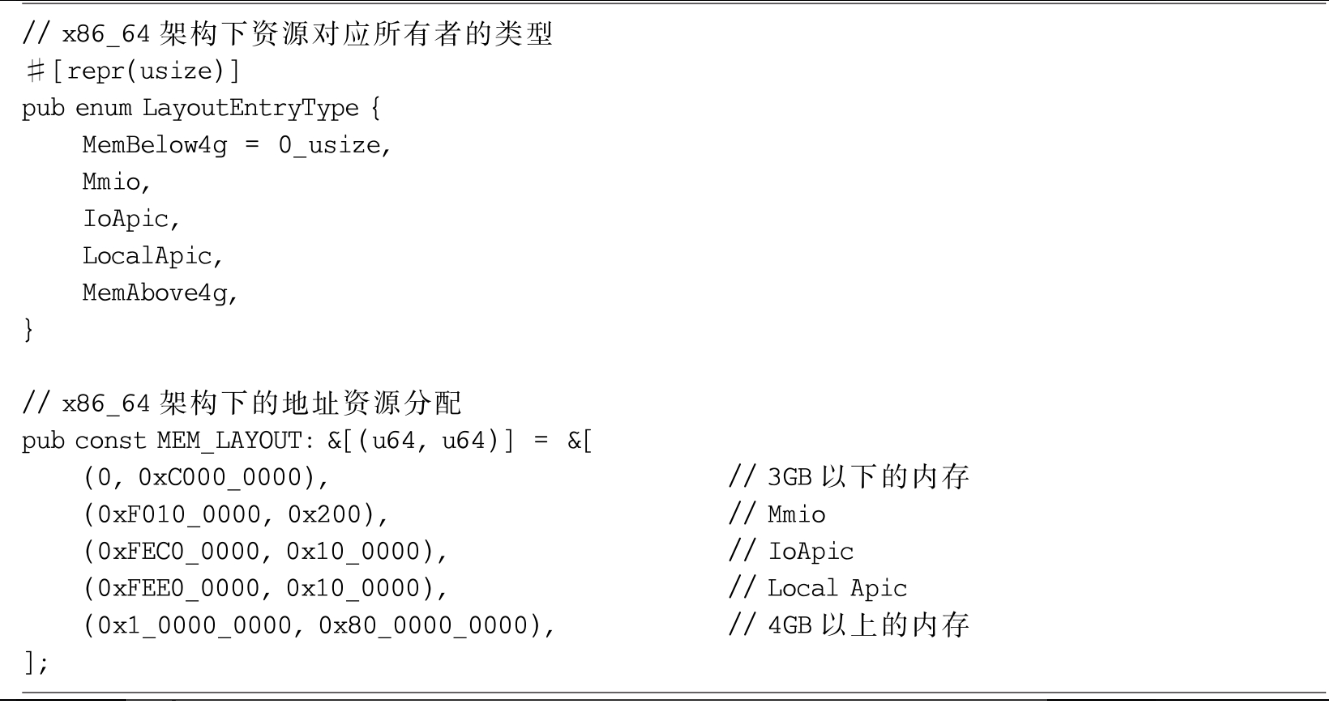 // x86_64 架构下资源对应所有者的类型
#[repr(usize)]
pub enum LayoutEntryType {
    MemBelow4g = 0_usize,
    Mmio,
    IoApic,
    LocalApic,
    MemAbove4g,
}

// x86_64 架构下的地址资源分配
pub const MEM_LAYOUT: &[(u64, u64)] = &[
    (0, 0xC000_0000), // 3GB 以下的内存
    (0xF010_0000, 0x200), // Mmio
    (0xFEC0_0000, 0x10_0000), // IoApic
    (0xFEE0_0000, 0x10_0000), // Local Apic
    (0x1_0000_0000, 0x80_0000_0000), // 4GB 以上的内存
];